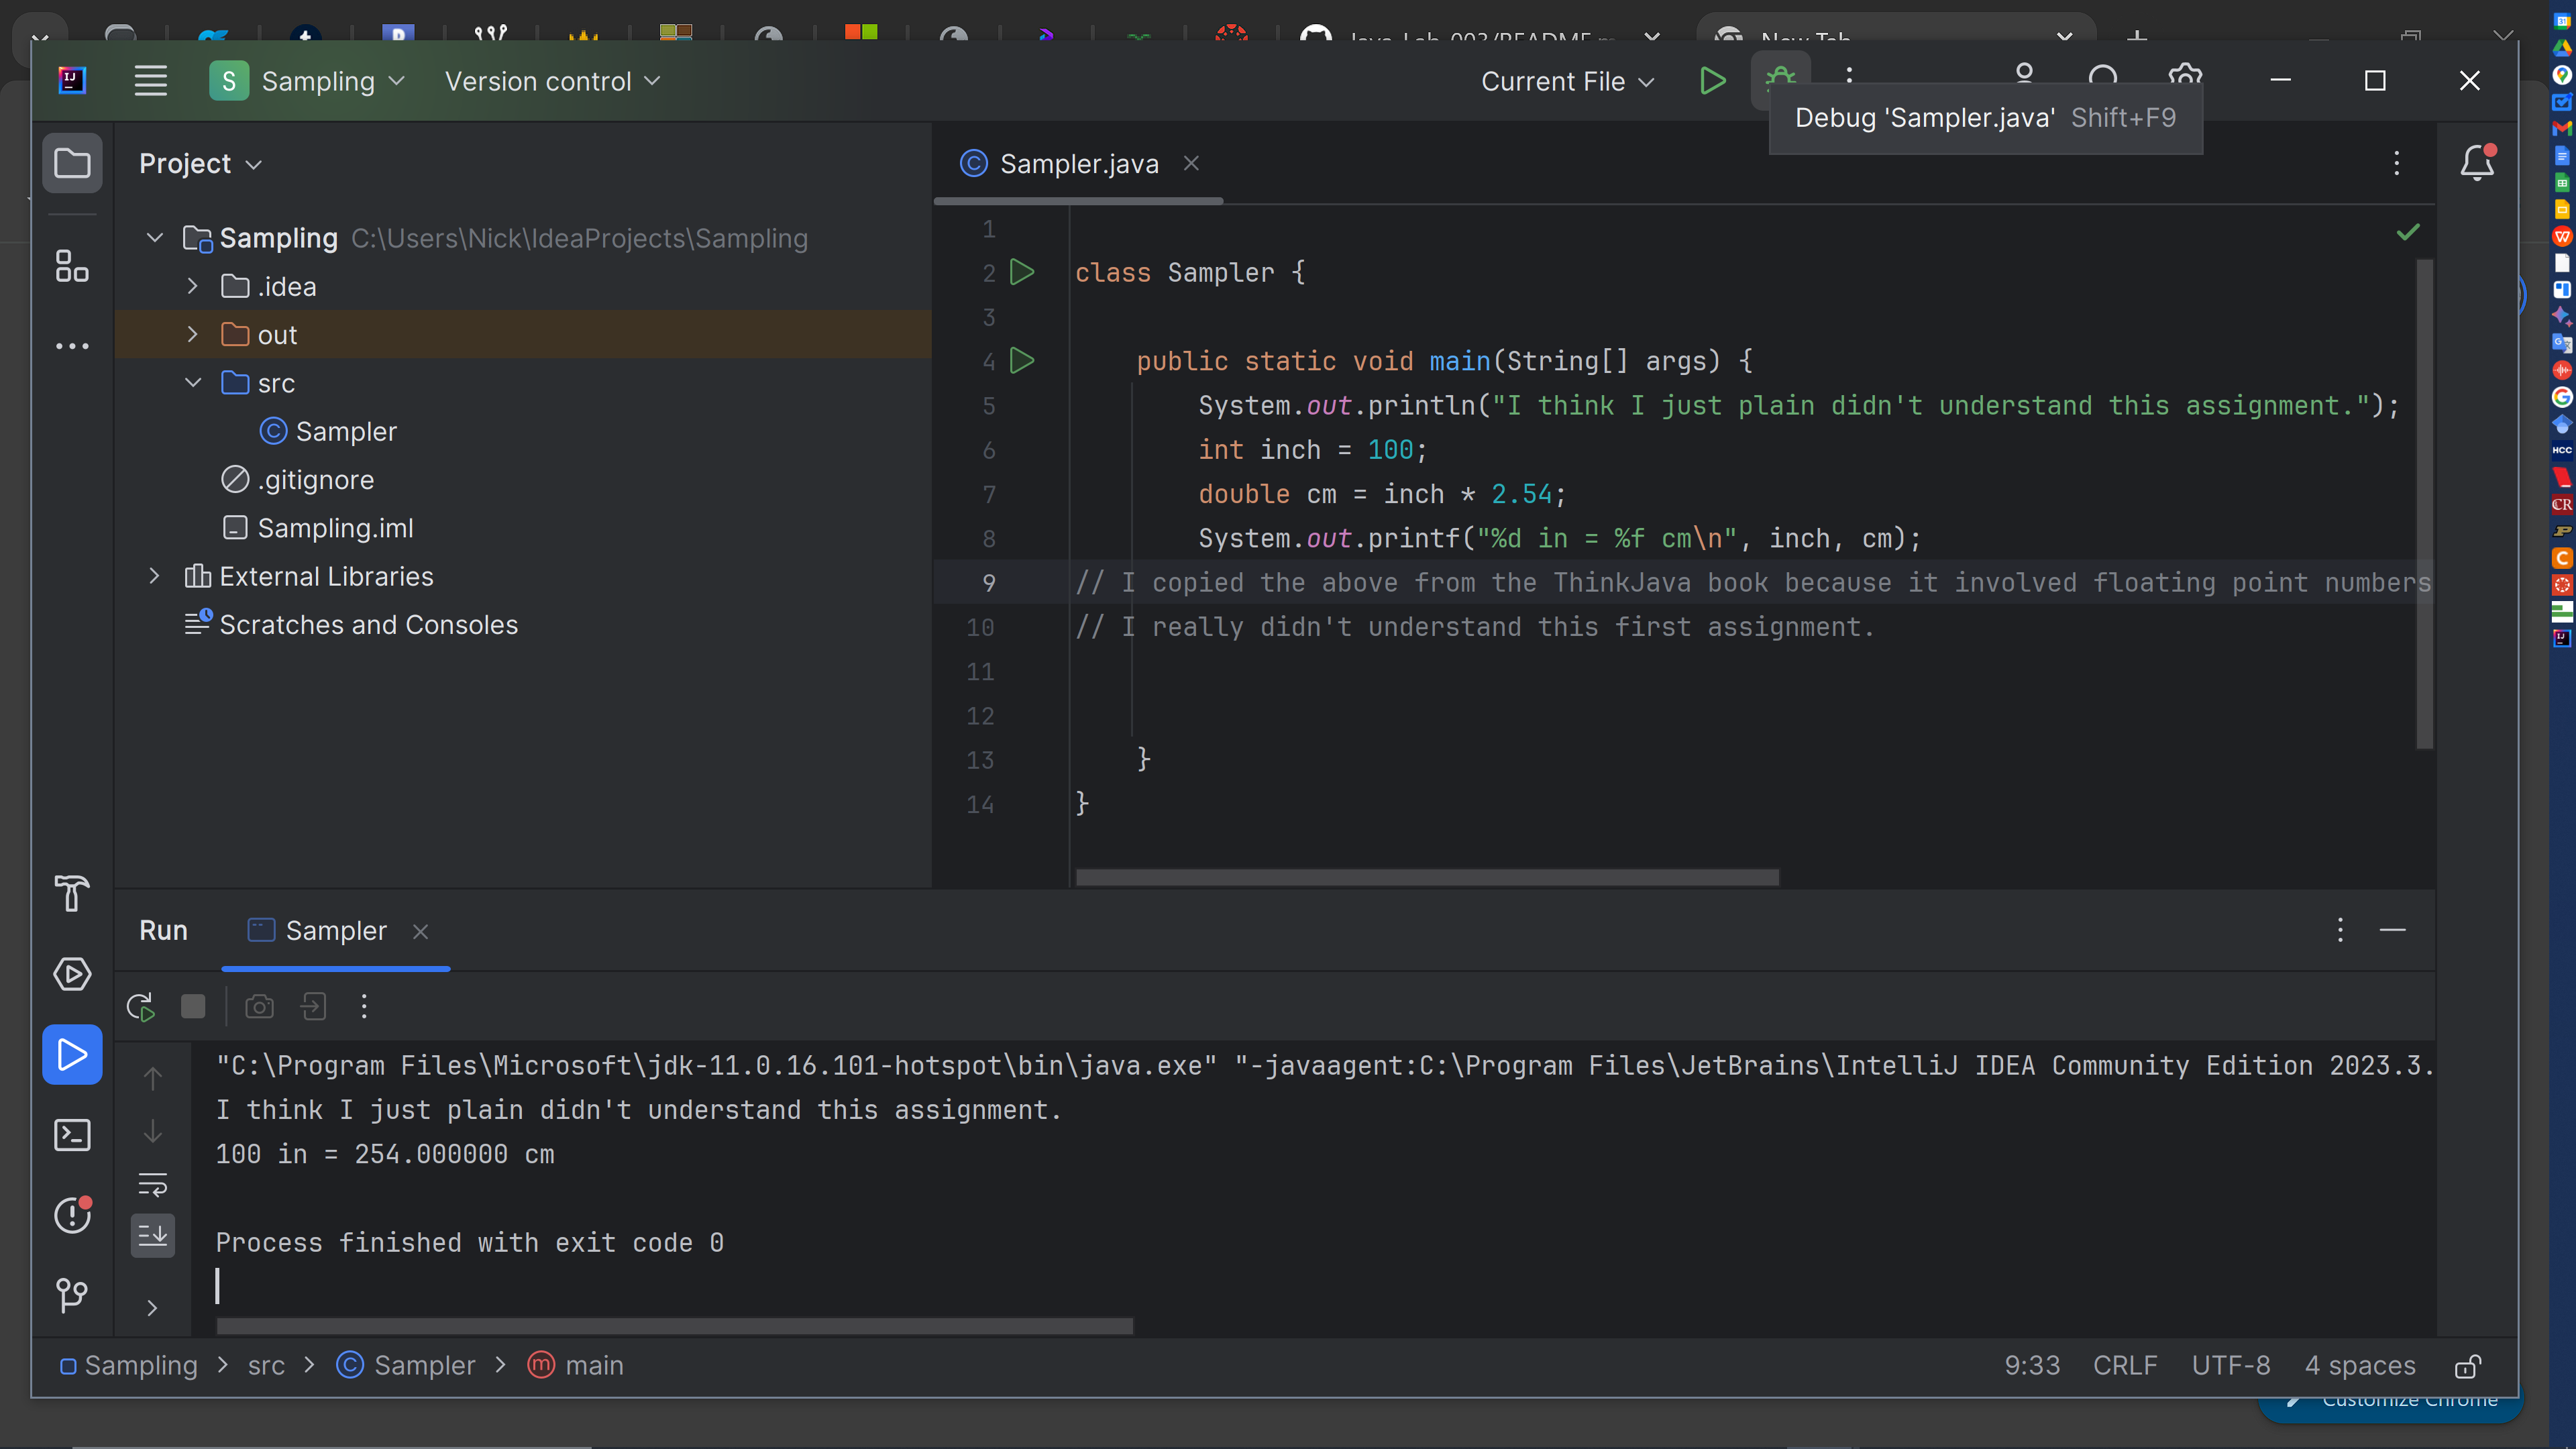 New Tab
S Sampling Version control Current File
Debug 'Sampler.java' Shift+F9
Project
Sampler.java
Sampling C:\Users\Nick\IdeaProjects\Sampling
.idea
out
src
Sampler
.gitignore
Sampling.iml
External Libraries
Scratches and Consoles
1
2 class Sampler {
3
4 public static void main(String[] args) {
5 System.out.println("I think I just plain didn't understand this assignment.");
6 int inch = 100;
7 double cm = inch * 2.54;
8 System.out.printf("%d in = %f cm\n", inch, cm);
9 // I copied the above from the ThinkJava book because it involved floating point numbers
10 // I really didn't understand this first assignment.
11
12
13 }
14 }
Run Sampler
"C:\Program Files\Microsoft\jdk-11.0.16.101-hotspot\bin\java.exe" "-javaagent:C:\Program Files\JetBrains\IntelliJ IDEA Community Edition 2023.3.
I think I just plain didn't understand this assignment.
100 in = 254.000000 cm
Process finished with exit code 0
Sampling > src > Sampler > main
9:33 CRLF UTF-8 4 spaces
Customize Chrome
HCC
CR